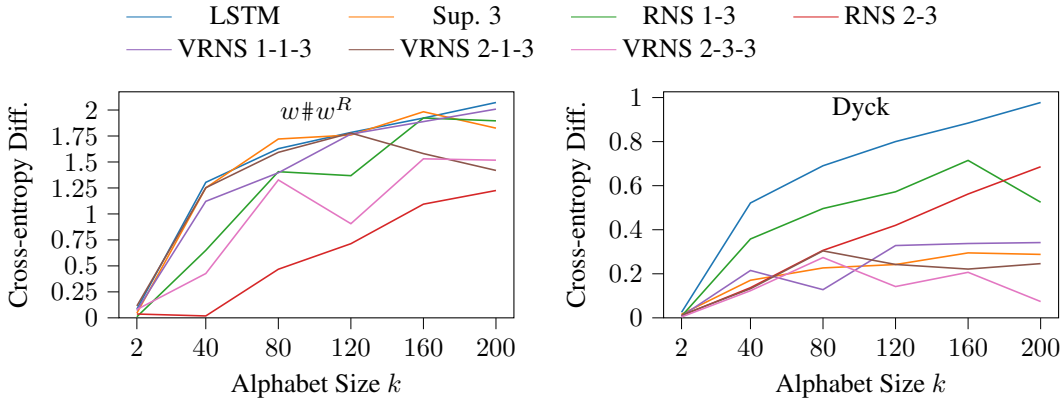 LSTM Sup. 3 RNS 1-3 RNS 2-3
VRNS 1-1-3 VRNS 2-1-3 VRNS 2-3-3
w#w^R
Cross-entropy Diff.
2
1.75
1.5
1.25
1
0.75
0.5
0.25
0
2 40 80 120 160 200
Alphabet Size k
Dyck
Cross-entropy Diff.
1
0.8
0.6
0.4
0.2
0
2 40 80 120 160 200
Alphabet Size k